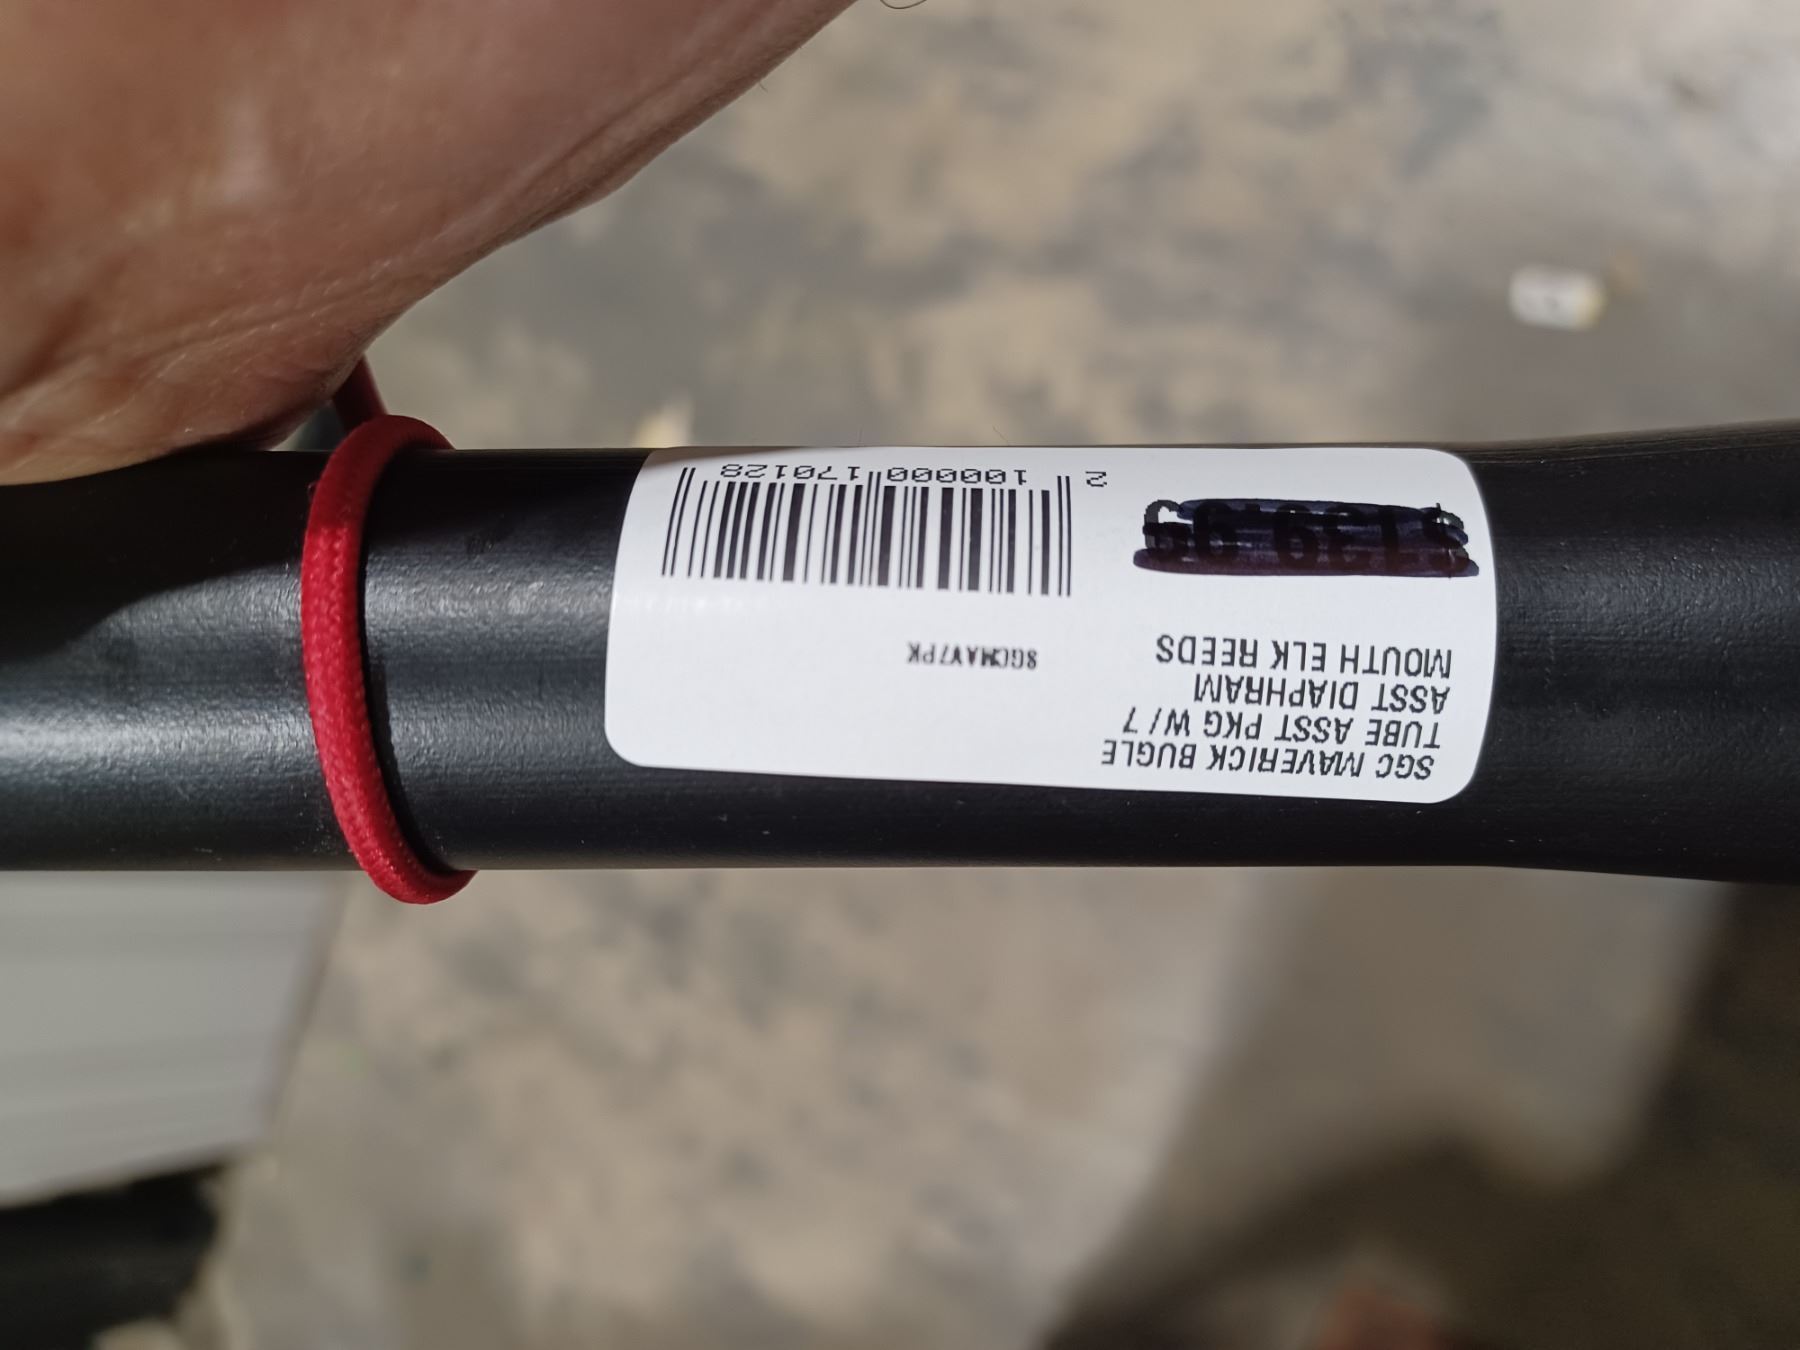 SGC MAVERICK BUGLE
TUBE ASST PKG W/7
ASST DIAPHRAM
MOUTH ELK REEDS
SGCMAV7PK
$139.99
2 100000 170128